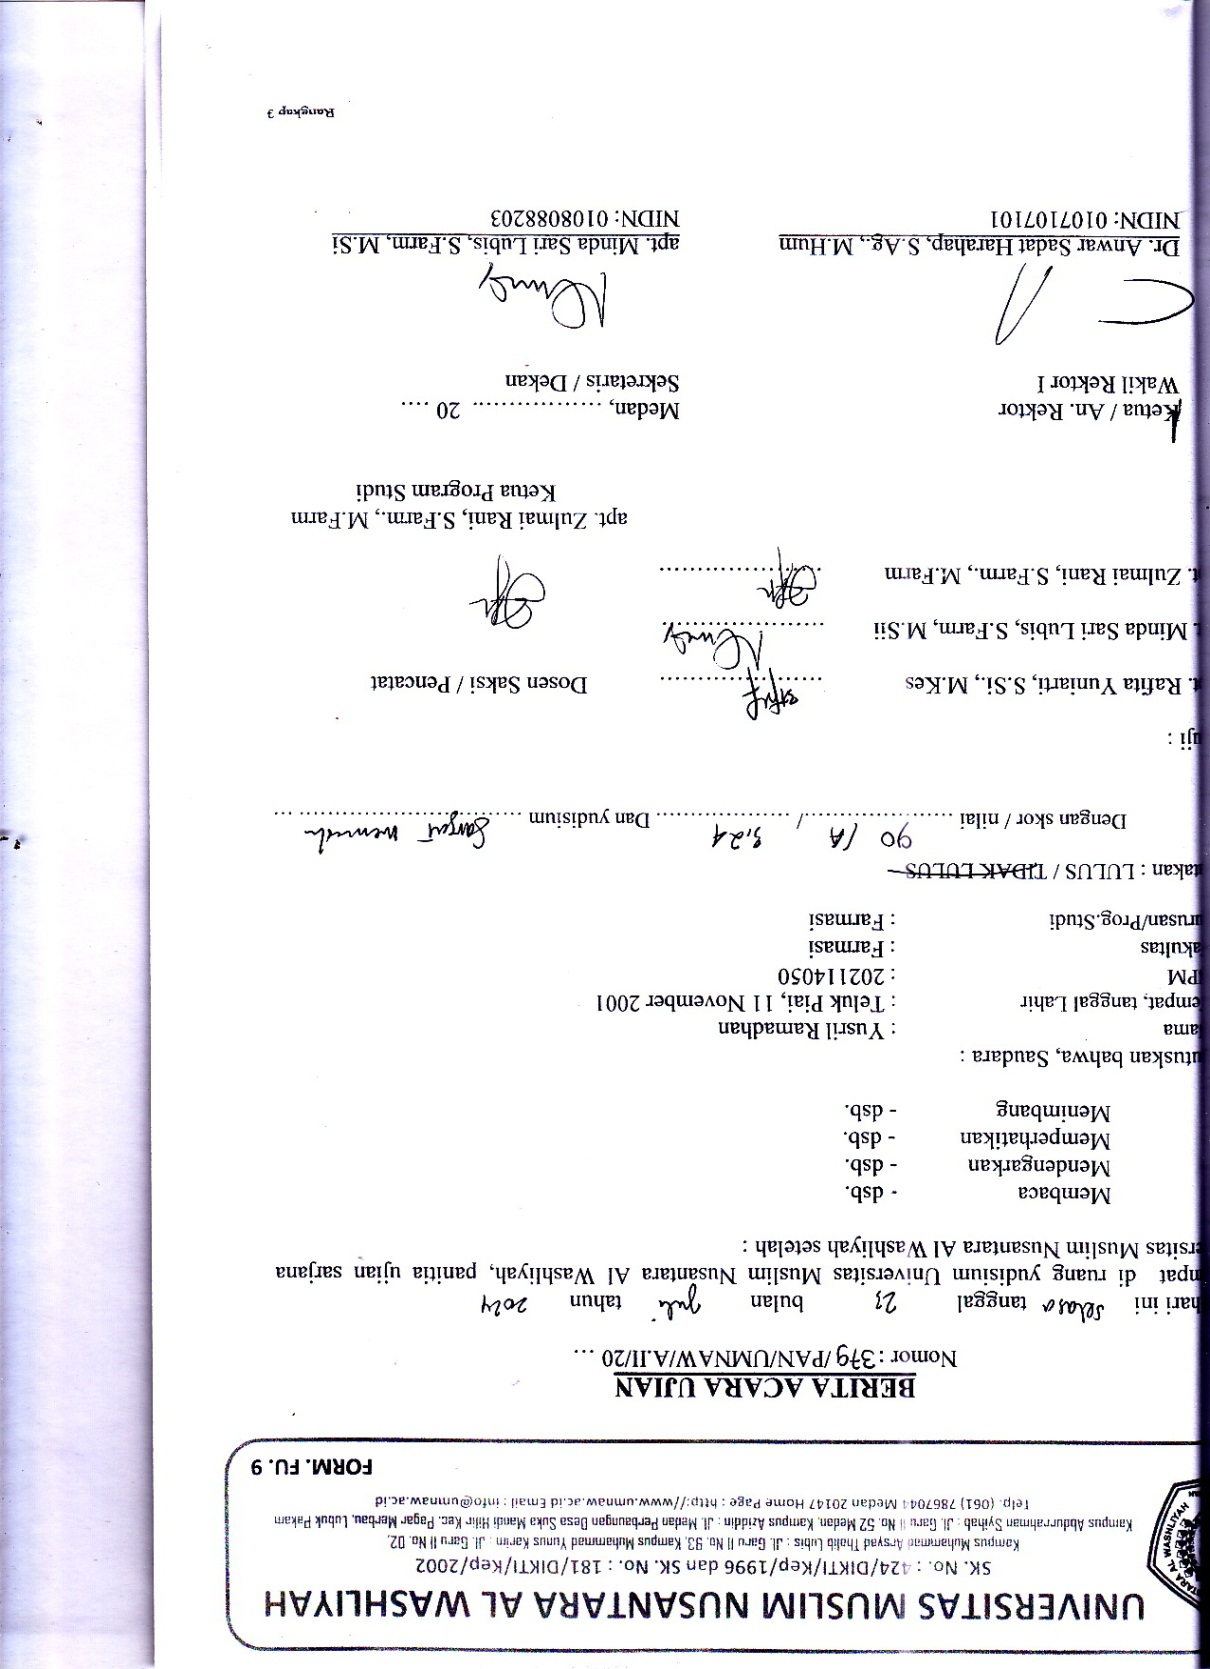 UNIVERSITAS MUSLIM NUSANTARA AL WASHLIYAH
SK. No. : 424/DIKTI/Kep/1996 dan SK. No. : 181/DIKTI/Kep/2002
Kampus Muhammad Arsyad Thalib Lubis : Jl. Garu II No. 93, Kampus Muhammad Yunus Karim : Jl. Garu II No. 02,
Kampus Abdurrahman Syihab : Jl. Garu II No. 52 Medan, Kampus Aziddin : Jl. Medan Perbaungan Desa Suka Mandi Hilir Kec. Pagar Merbau, Lubuk Pakam
Telp. (061) 7867044 Medan 20147 Home Page : http://www.umnaw.ac.id Email : info@umnaw.ac.id
FORM. FU. 9
BERITA ACARA UJIAN
Nomor : 379 /PAN/UMNAW/A.II/20 ...
hari ini Selasa tanggal 23 bulan Juli tahun 2024
mpat di ruang yudisium Universitas Muslim Nusantara Al Washliyah, panitia ujian sarjana
ersitas Muslim Nusantara Al Washliyah setelah :
Membaca - dsb.
Mendengarkan - dsb.
Memperhatikan - dsb.
Menimbang - dsb.
utuskan bahwa, Saudara :
ama : Yusril Ramadhan
empat, tanggal Lahir : Teluk Piai, 11 November 2001
PM : 202114050
akultas : Farmasi
urusan/Prog.Studi : Farmasi
takan : LULUS / TIDAK LULUS
Dengan skor / nilai 90 / A / 3,24 Dan yudisium Sangat memuaskan
uji :
t. Rafita Yuniarti, S.Si., M.Kes .................... Dosen Saksi / Pencatat
. Minda Sari Lubis, S.Farm, M.Sii ....................
t. Zulmai Rani, S.Farm., M.Farm ....................
apt. Zulmai Rani, S.Farm., M.Farm
Ketua Program Studi
Ketua / An. Rektor Medan, ................. 20 ....
Wakil Rektor I Sekretaris / Dekan
Dr. Anwar Sadat Harahap, S.Ag., M.Hum apt. Minda Sari Lubis, S.Farm, M.Si
NIDN: 0107107101 NIDN: 0108088203
Rangkap 3